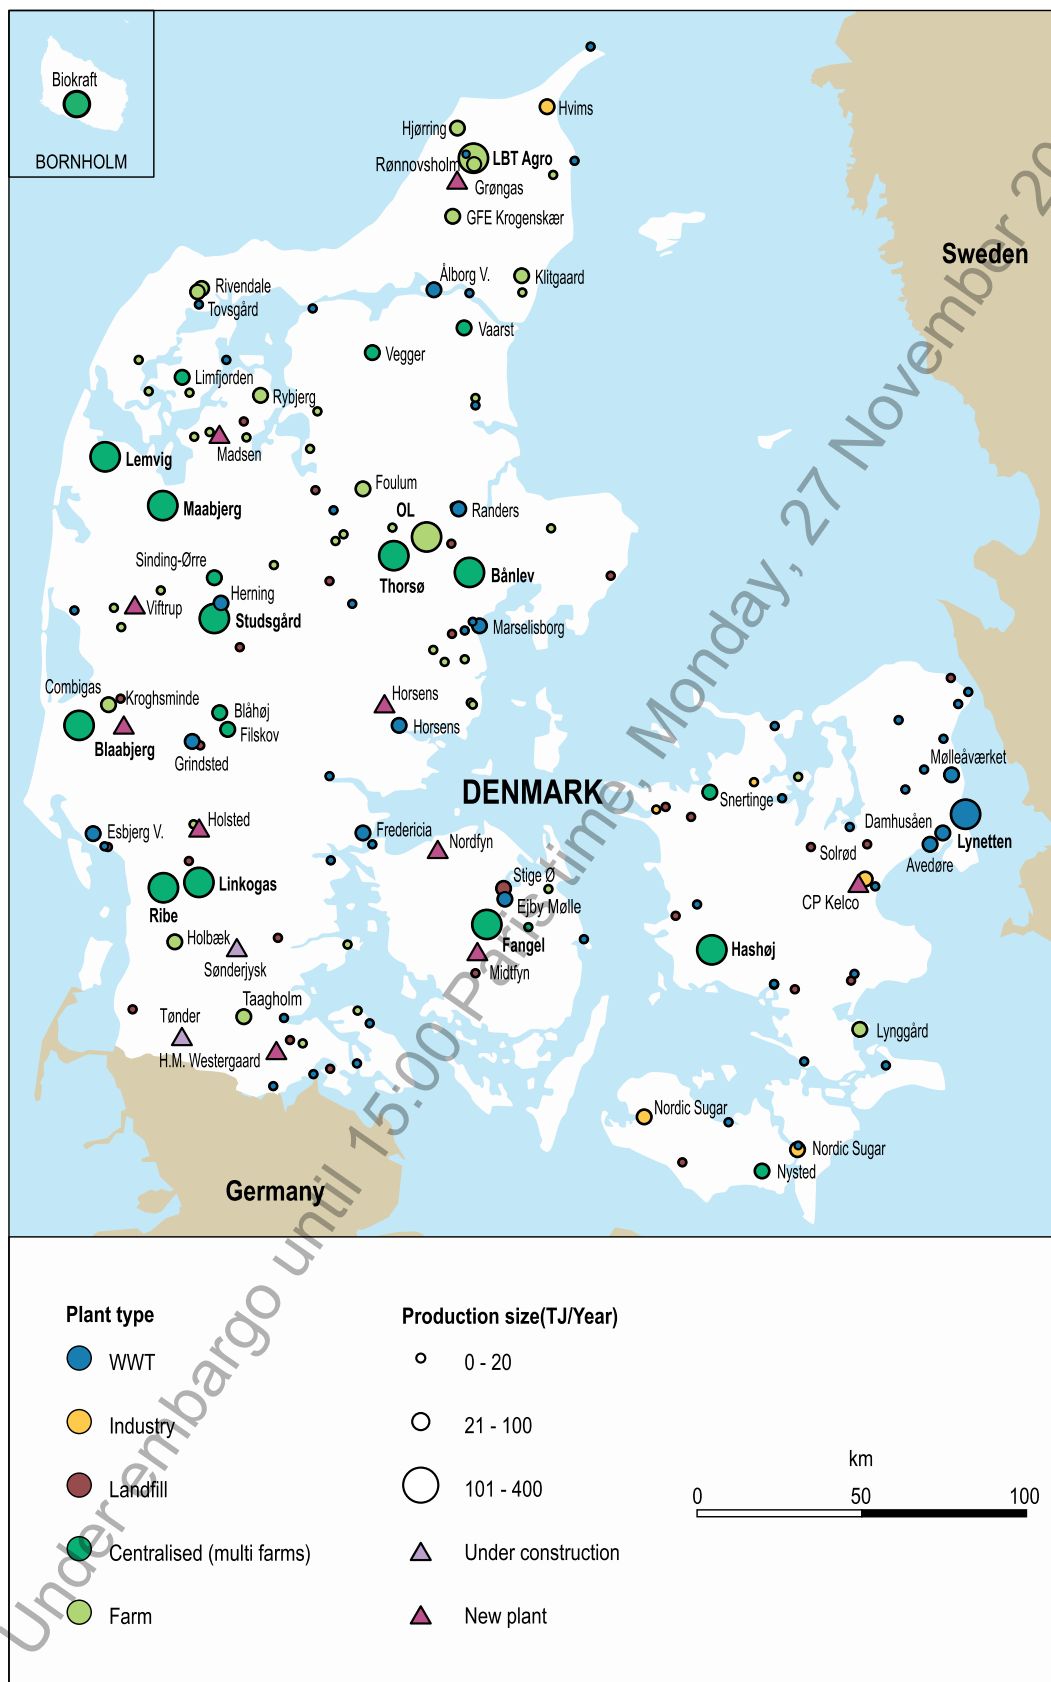 Biokraft
BORNHOLM
Hvims
Hjørring
Rønnovsholm
LBT Agro
Grøngas
GFE Krogenskær
Sweden
Ålborg V.
Klitgaard
Rivendale
Tovsgård
Vaarst
Vegger
Limfjorden
Rybjerg
Madsen
Lemvig
Foulum
Maabjerg
OL
Randers
Sinding-Ørre
Thorsø
Bånlev
Herning
Viftrup
Studsgård
Marselisborg
Combigas
Kroghsminde
Horsens
Blåhøj
Horsens
Filskov
Blaabjerg
Grindsted
Mølleåværket
DENMARK
Snertinge
Holsted
Esbjerg V.
Fredericia
Nordfyn
Damhusåen
Lynetten
Solrød
Avedøre
Stige Ø
Linkogas
CP Kelco
Ejby Mølle
Ribe
Holbæk
Fangel
Hashøj
Sønderjysk
Midtfyn
Taagholm
Tønder
Lynggård
H.M. Westergaard
Nordic Sugar
Nordic Sugar
Nysted
Germany
Plant type
WWT
Industry
Landfill
Centralised (multi farms)
Farm
Production size(TJ/Year)
0 - 20
21 - 100
101 - 400
Under construction
New plant
km
0 50 100
Under embargo until 15:00 Paris time, Monday, 27 November 20